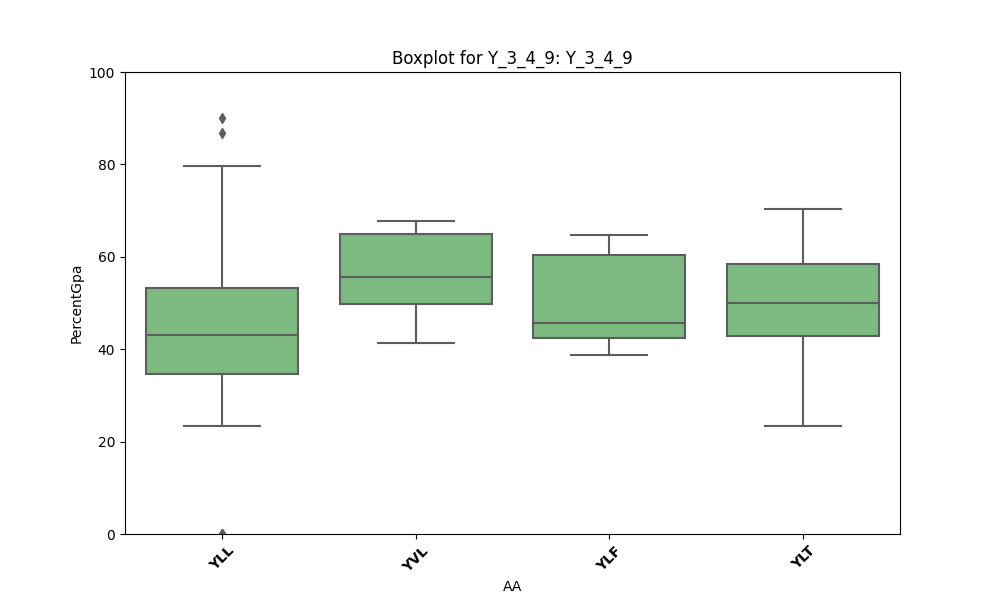 Boxplot for Y_3_4_9: Y_3_4_9
100
80
60
40
20
0
PercentGpa
YLL
YVL
YLF
YLT
AA